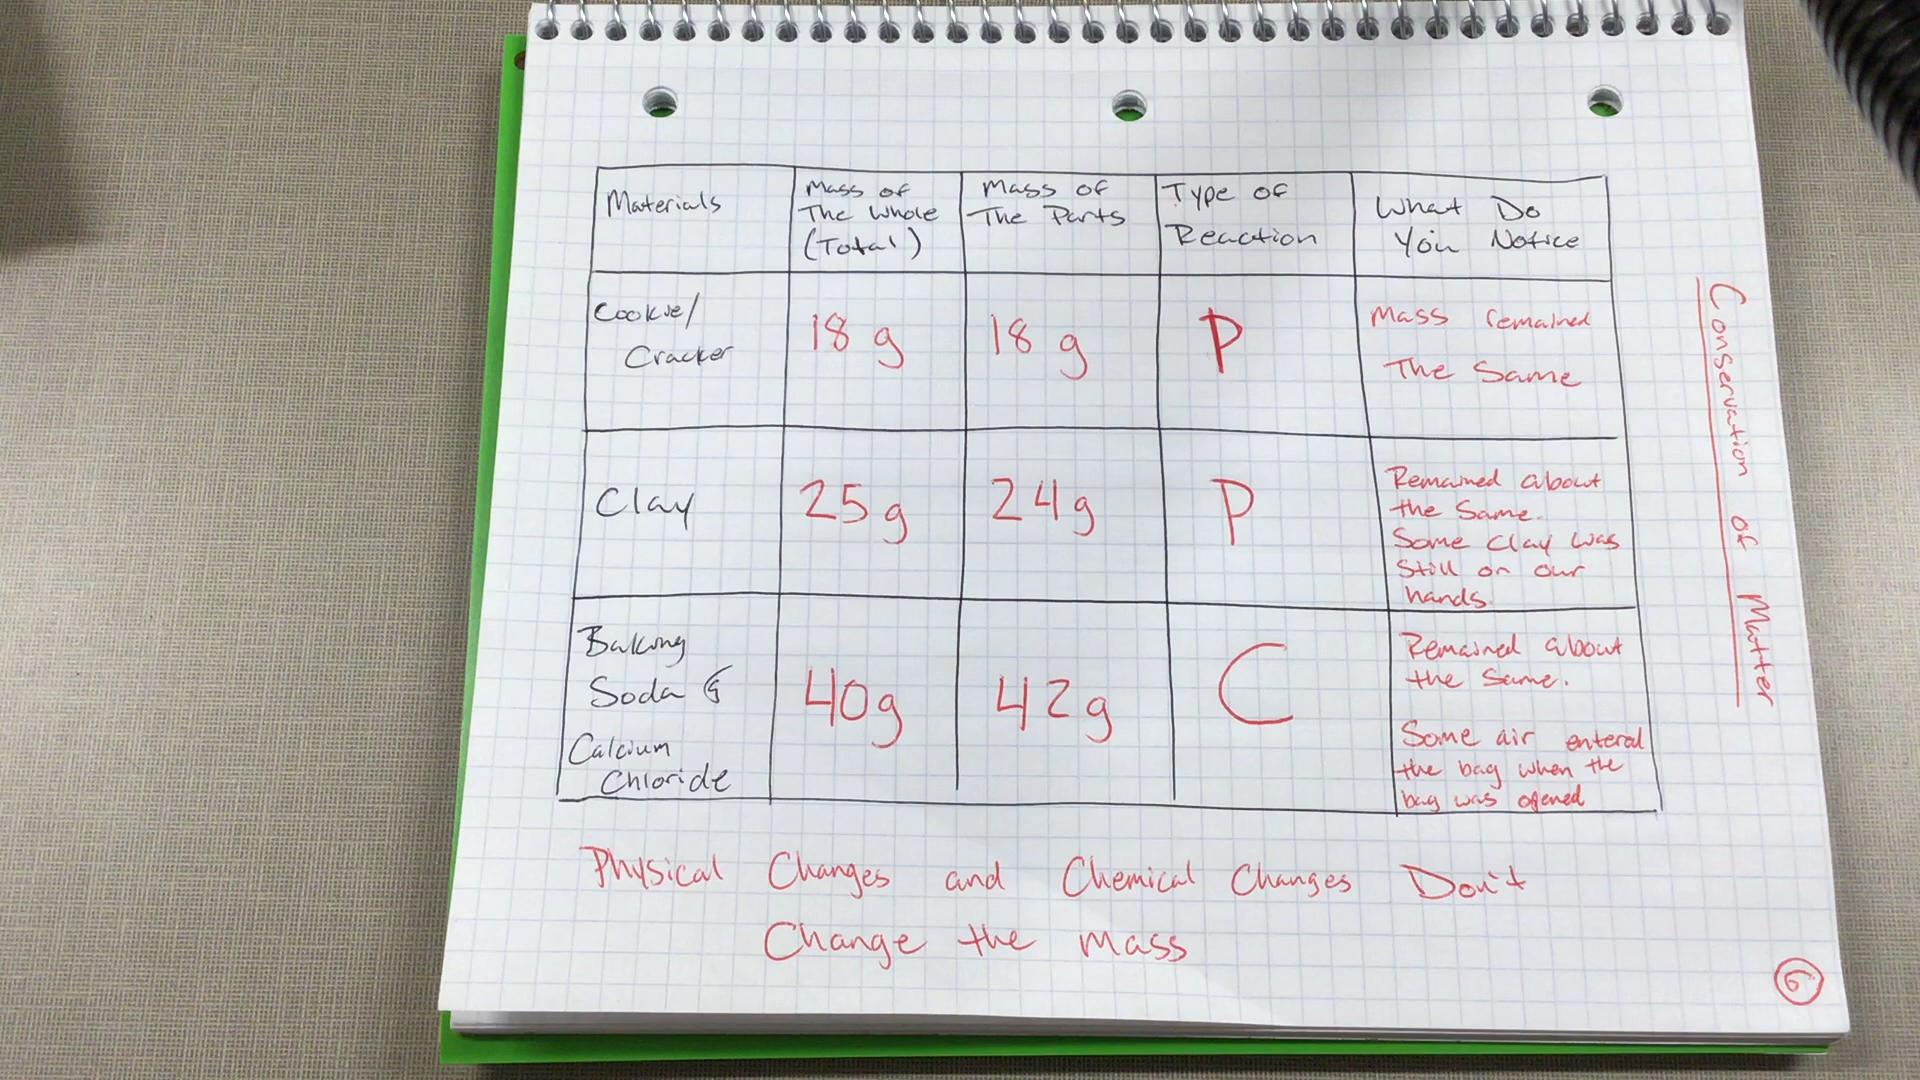 Materials
Mass of
The Whole
(Total)
Mass of
The Parts
Type of
Reaction
What Do
You Notice
Cookie/
Cracker
18 g
18 g
P
Mass remained
The Same
Clay
25 g
24 g
P
Remained about
the Same.
Some Clay was
Still on our
hands.
Baking
Soda &
Calcium
Chloride
40g
42g
C
Remained about
the Same.
Some air entered
the bag when the
bag was opened
Physical Changes and Chemical Changes Don't
Change the Mass
Conservation of Matter
6